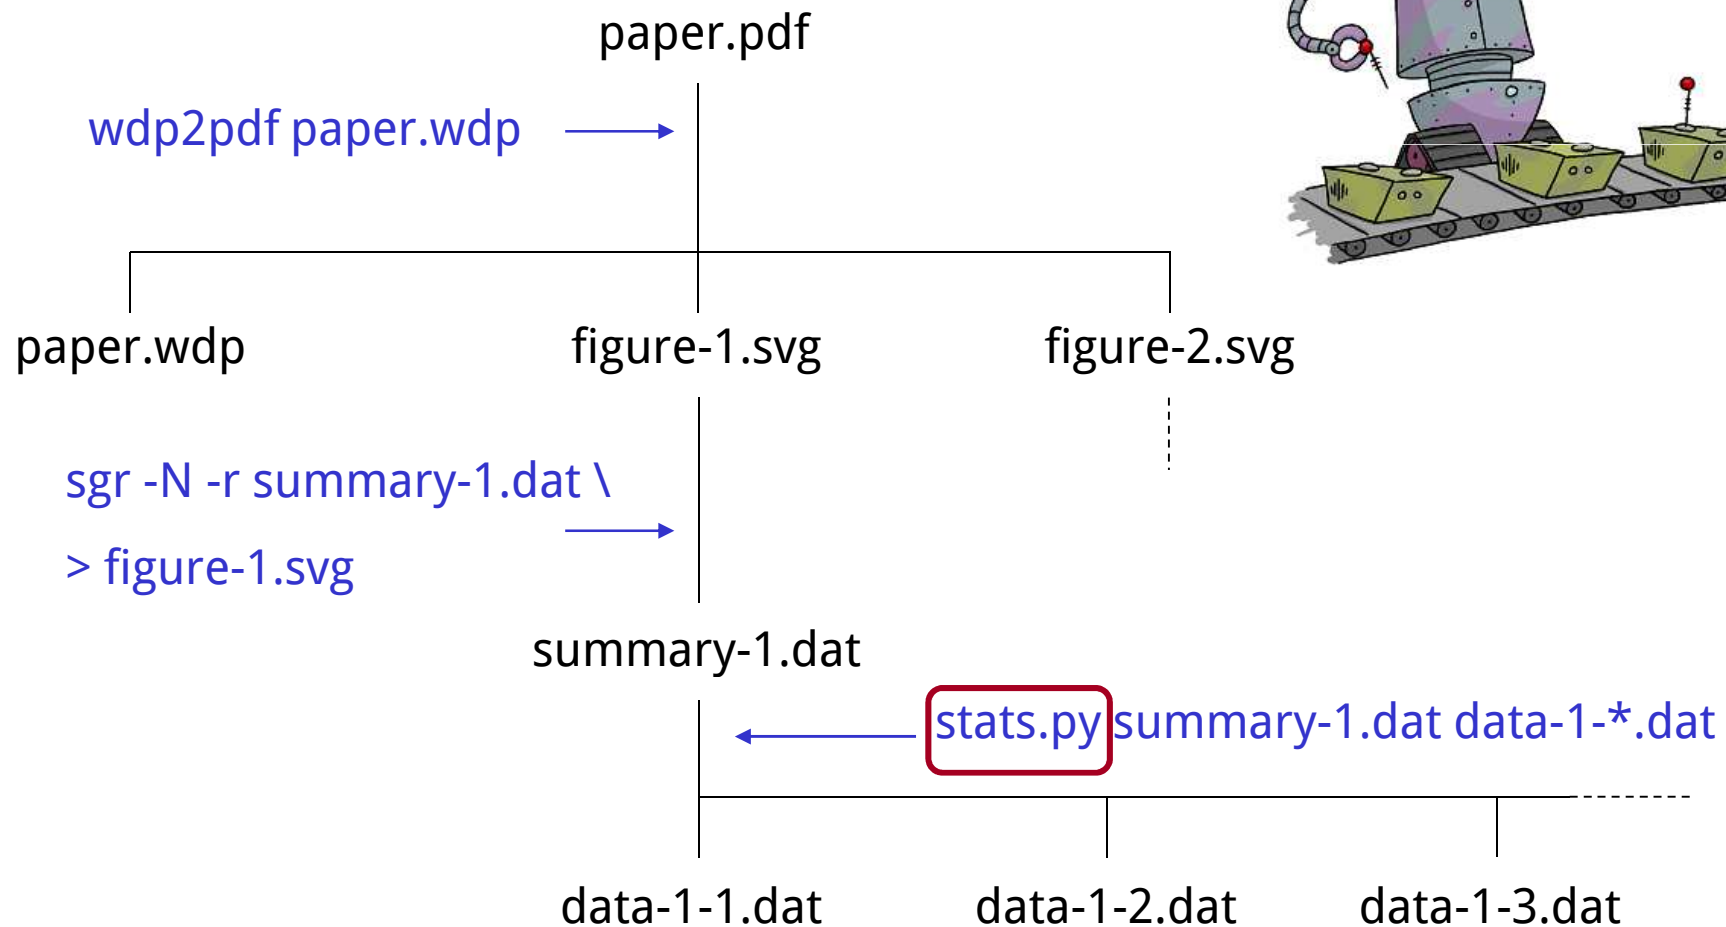 paper.pdf
wdp2pdf paper.wdp
paper.wdp
figure-1.svg
figure-2.svg
sgr -N -r summary-1.dat \
> figure-1.svg
summary-1.dat
stats.py summary-1.dat data-1-*.dat
data-1-1.dat
data-1-2.dat
data-1-3.dat